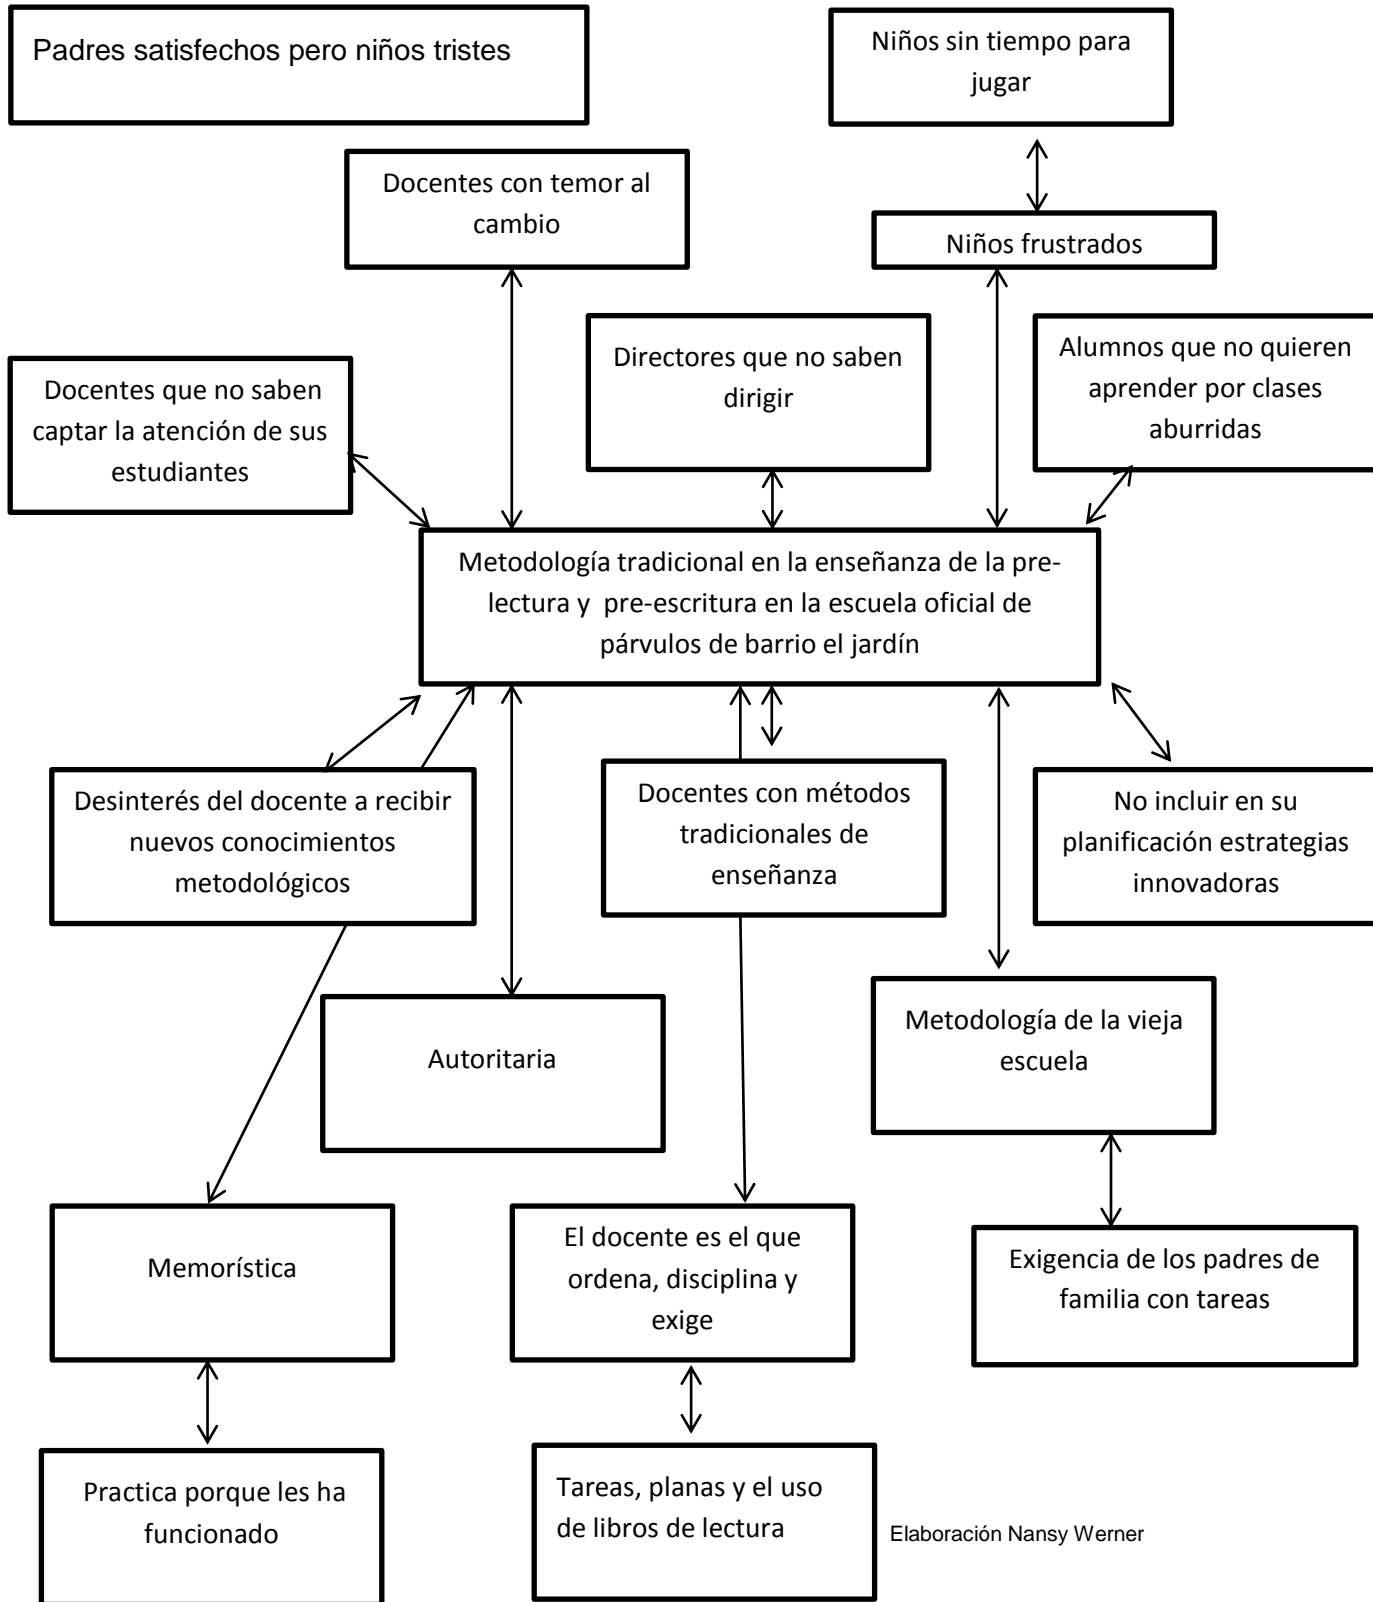 Padres satisfechos pero niños tristes
Niños sin tiempo para
jugar
Docentes con temor al
cambio
Niños frustrados
Docentes que no saben
captar la atención de sus
estudiantes
Directores que no saben
dirigir
Alumnos que no quieren
aprender por clases
aburridas
Metodología tradicional en la enseñanza de la pre-
lectura y  pre-escritura en la escuela oficial de
párvulos de barrio el jardín
Desinterés del docente a recibir
nuevos conocimientos
metodológicos
Docentes con métodos
tradicionales de
enseñanza
No incluir en su
planificación estrategias
innovadoras
Autoritaria
Metodología de la vieja
escuela
Memorística
El docente es el que
ordena, disciplina y
exige
Exigencia de los padres de
familia con tareas
Practica porque les ha
funcionado
Tareas, planas y el uso
de libros de lectura
Elaboración Nansy Werner